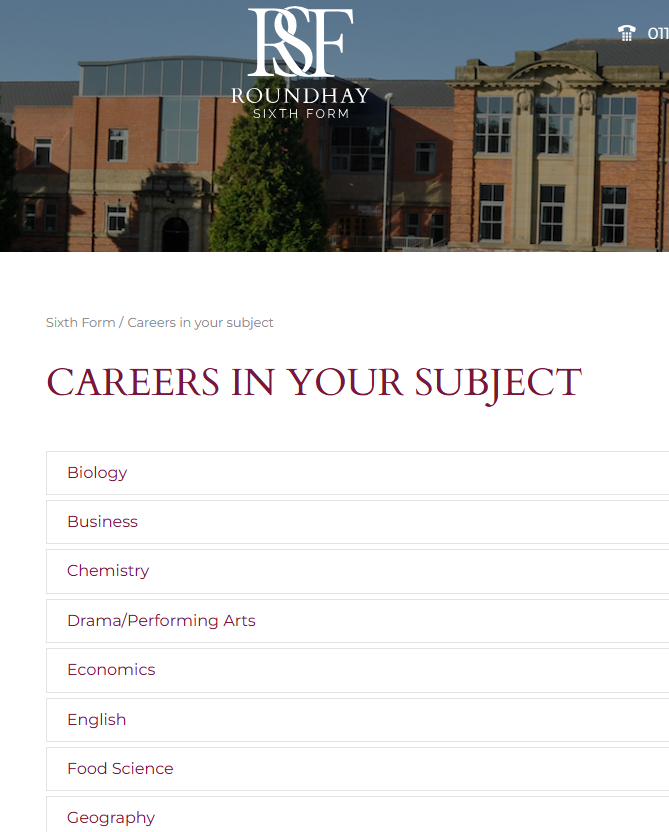 RSF
011
ROUNDHAY
SIXTH FORM
Sixth Form / Careers in your subject
CAREERS IN YOUR SUBJECT
Biology
Business
Chemistry
Drama/Performing Arts
Economics
English
Food Science
Geography